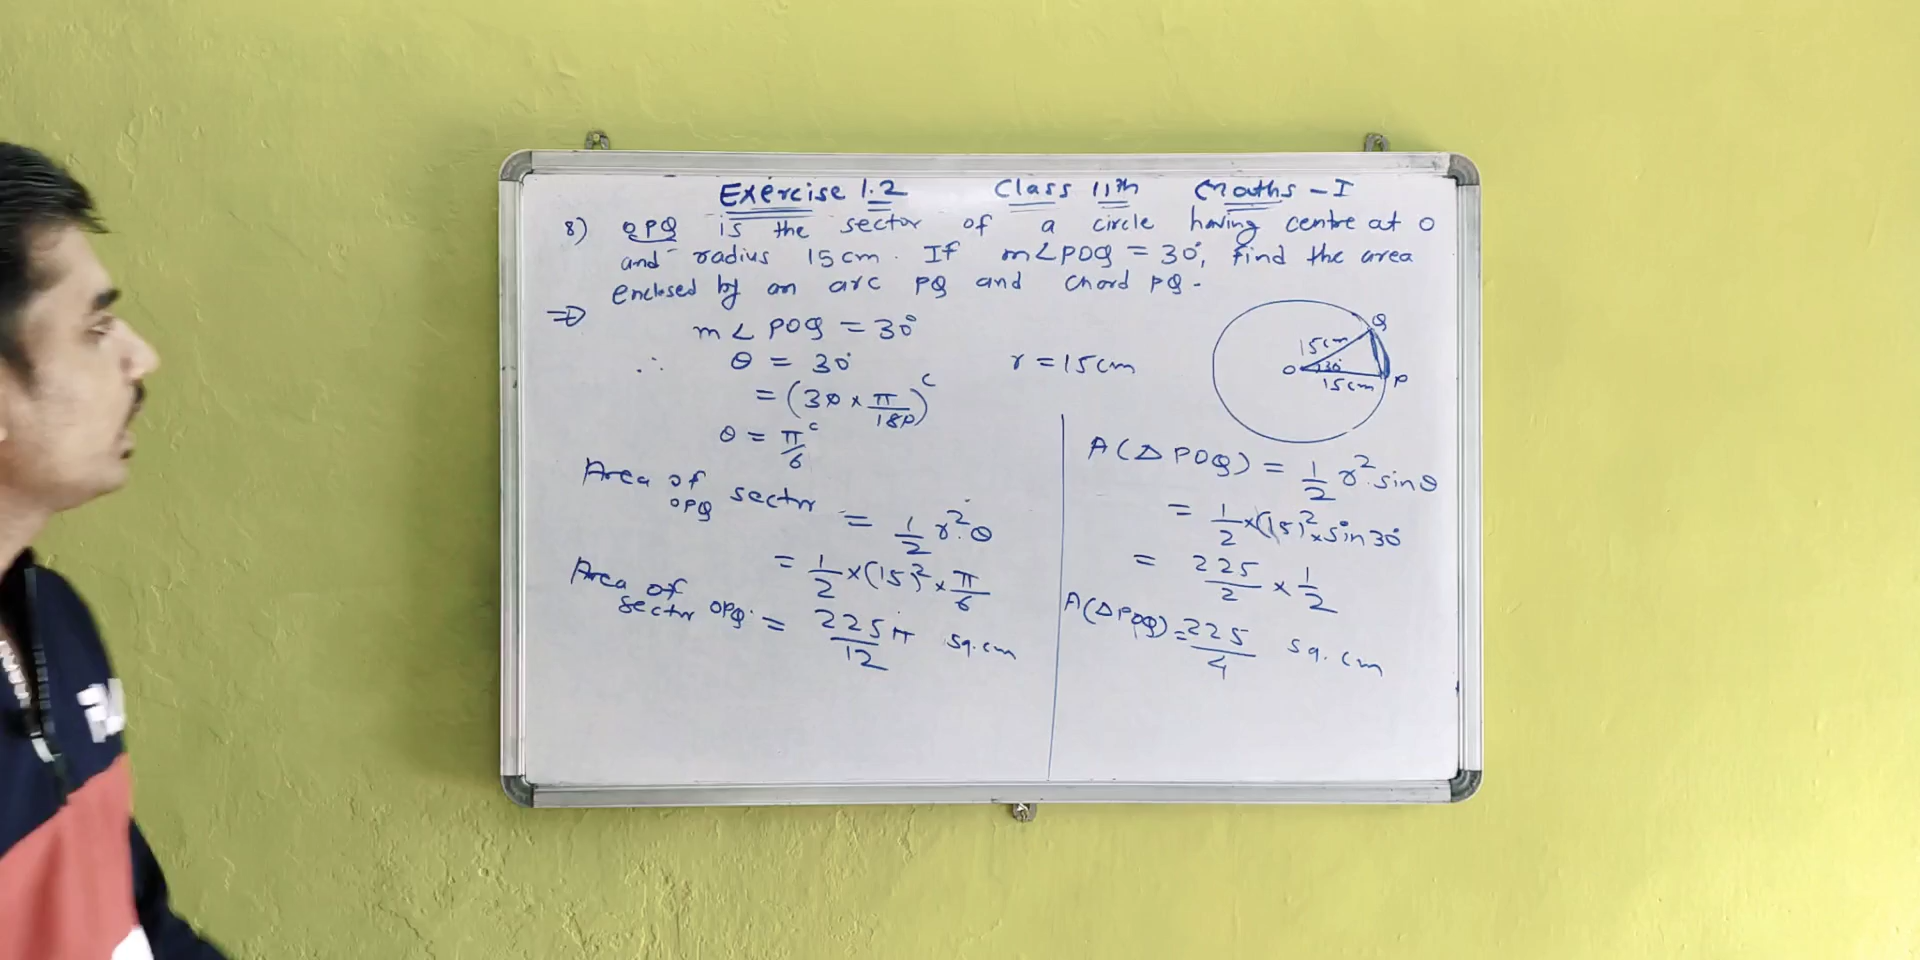 Exercise 1.2 Class 11th Maths - I
8) OPQ is the sector of a circle having centre at O
and radius 15 cm. If m∠POQ = 30°, find the area
enclosed by an arc PQ and chord PQ.
⇒ m∠POQ = 30°
∴ θ = 30° r = 15 cm
= (30 × π/180)^c
θ = π/6^c
Area of sector OPQ = 1/2 r².θ
= 1/2 × (15)² × π/6
Area of sector OPQ = 225/12 π sq.cm
Q
15cm
O 30° P
15cm
A(△POQ) = 1/2 r².sinθ
= 1/2 × (15)² × sin 30°
= 225/2 × 1/2
A(△POQ) = 225/4 sq.cm